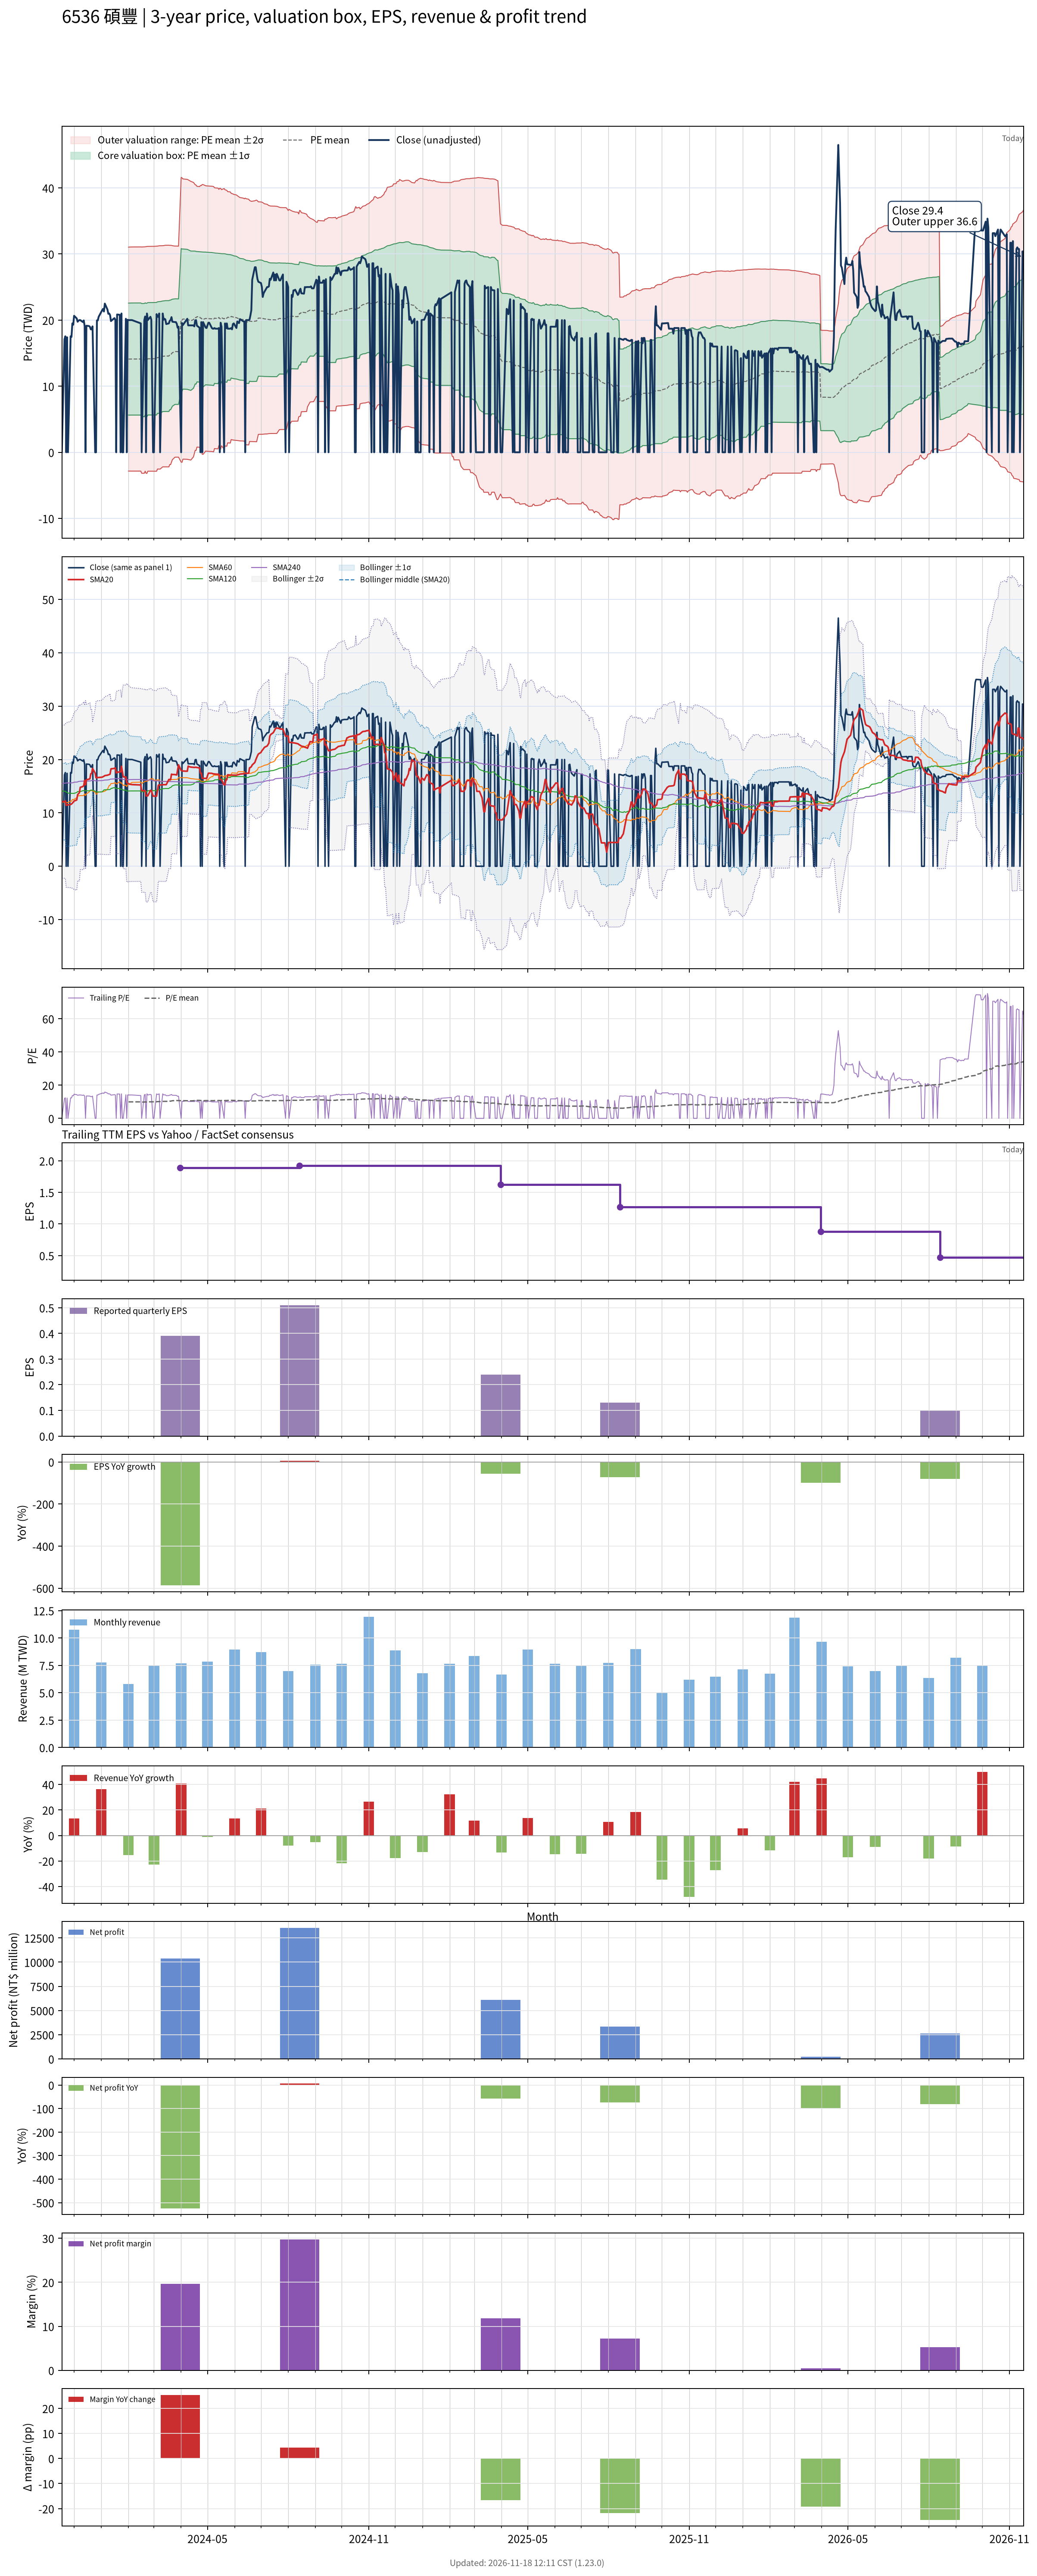 6536 碩豐 | 3-year price, valuation box, EPS, revenue & profit trend
Outer valuation range: PE mean ±2σ
PE mean
Close (unadjusted)
Core valuation box: PE mean ±1σ
Today
Close 29.4
Outer upper 36.6
Price (TWD)
40
30
20
10
0
-10
Close (same as panel 1)
SMA20
SMA60
SMA120
SMA240
Bollinger ±2σ
Bollinger ±1σ
Bollinger middle (SMA20)
Price
50
40
30
20
10
0
-10
Trailing P/E
P/E mean
P/E
60
40
20
0
Trailing TTM EPS vs Yahoo / FactSet consensus
Today
EPS
2.0
1.5
1.0
0.5
Reported quarterly EPS
EPS
0.5
0.4
0.3
0.2
0.1
0.0
EPS YoY growth
YoY (%)
0
-200
-400
-600
Monthly revenue
Revenue (M TWD)
12.5
10.0
7.5
5.0
2.5
0.0
Revenue YoY growth
YoY (%)
40
20
0
-20
-40
Month
Net profit
Net profit (NT$ million)
12500
10000
7500
5000
2500
0
Net profit YoY
YoY (%)
0
-100
-200
-300
-400
-500
Net profit margin
Margin (%)
30
20
10
0
Margin YoY change
Δ margin (pp)
20
10
0
-10
-20
2024-05
2024-11
2025-05
2025-11
2026-05
2026-11
Updated: 2026-11-18 12:11 CST (1.23.0)